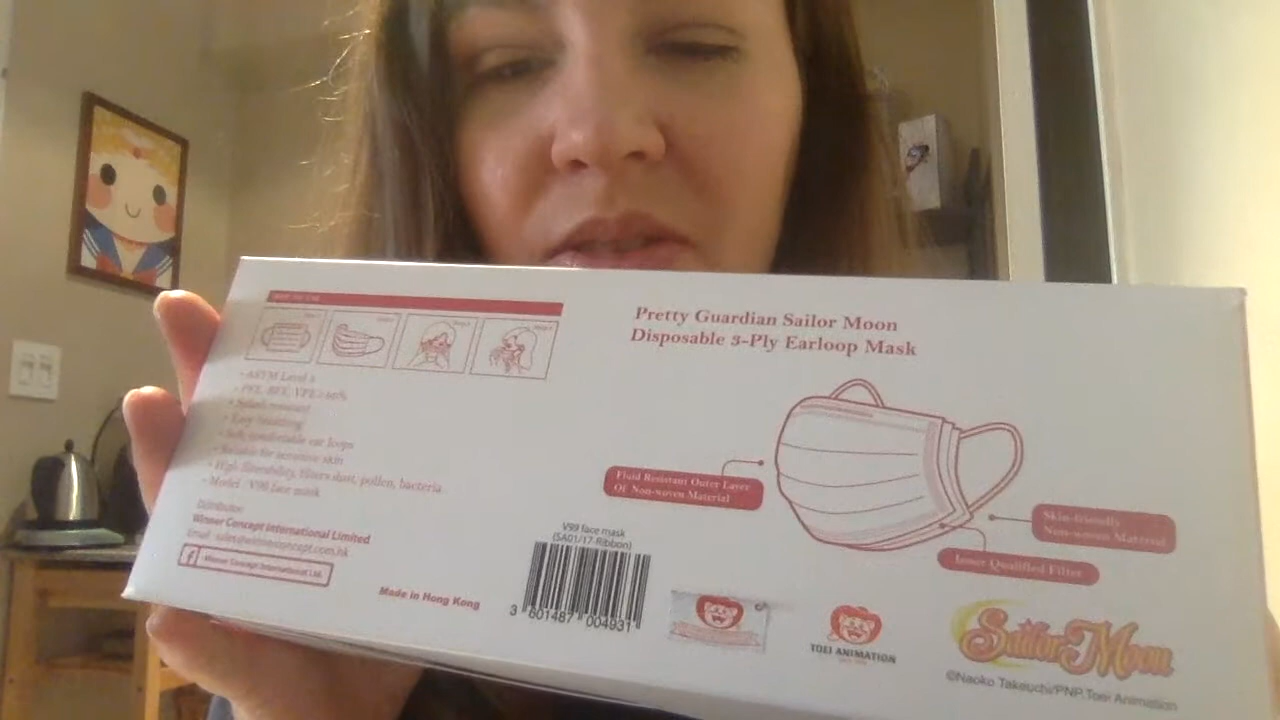 HOW TO USE
Pretty Guardian Sailor Moon
Disposable 3-Ply Earloop Mask
• ASTM Level
• PFE, BFE, VFE
• Splash resistant
• Easy breathing
• Soft comfortable ear loops
• Suitable for sensitive skin
• High filterability, filters dust, pollen, bacteria
• Model : V99 face mask
Fluid Resistant Outer Layer
Of Non-woven Material
Skin-friendly
Non-woven Material
Inner Qualified Filter
Distributor:
Winner Concept International Limited
Email: sales@winnerconcept.com.hk
f Winner Concept International Ltd.
Made in Hong Kong
V99 face mask
(SA01/17-Ribbon)
3 601487 004931
TOEI ANIMATION
Sailor Moon
©Naoko Takeuchi/PNP,Toei Animation